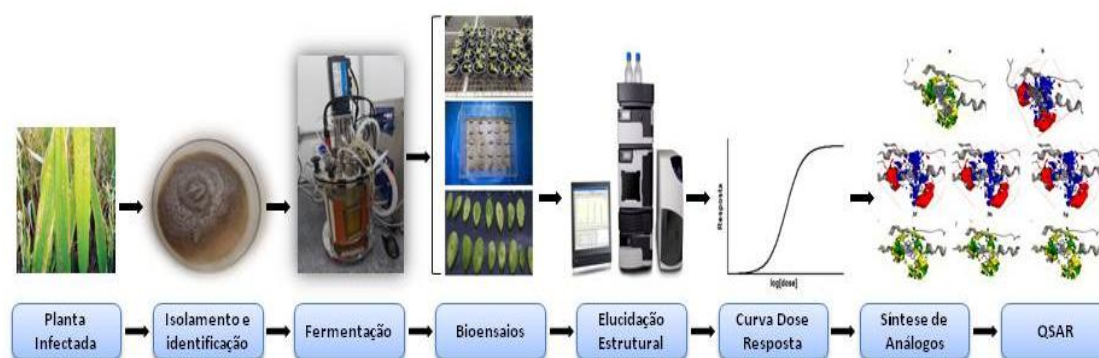 Resposta
log[dose]
Planta
Infectada
Isolamento e
identificação
Fermentação
Bioensaios
Elucidação
Estrutural
Curva Dose
Resposta
Síntese de
Análogos
QSAR